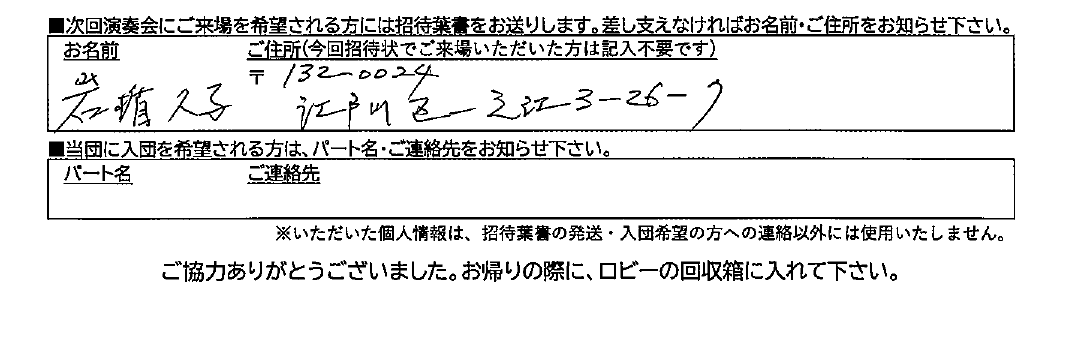 ■次回演奏会にご来場を希望される方には招待葉書をお送りします。差し支えなければお名前・ご住所をお知らせ下さい。
お名前 ご住所(今回招待状でご来場いただいた方は記入不要です)
〒 132-0024
岩 久子 江戸川区一之江3-26-7
■当団に入団を希望される方は、パート名・ご連絡先をお知らせ下さい。
パート名 ご連絡先
※いただいた個人情報は、招待葉書の発送・入団希望の方への連絡以外には使用いたしません。
ご協力ありがとうございました。お帰りの際に、ロビーの回収箱に入れて下さい。